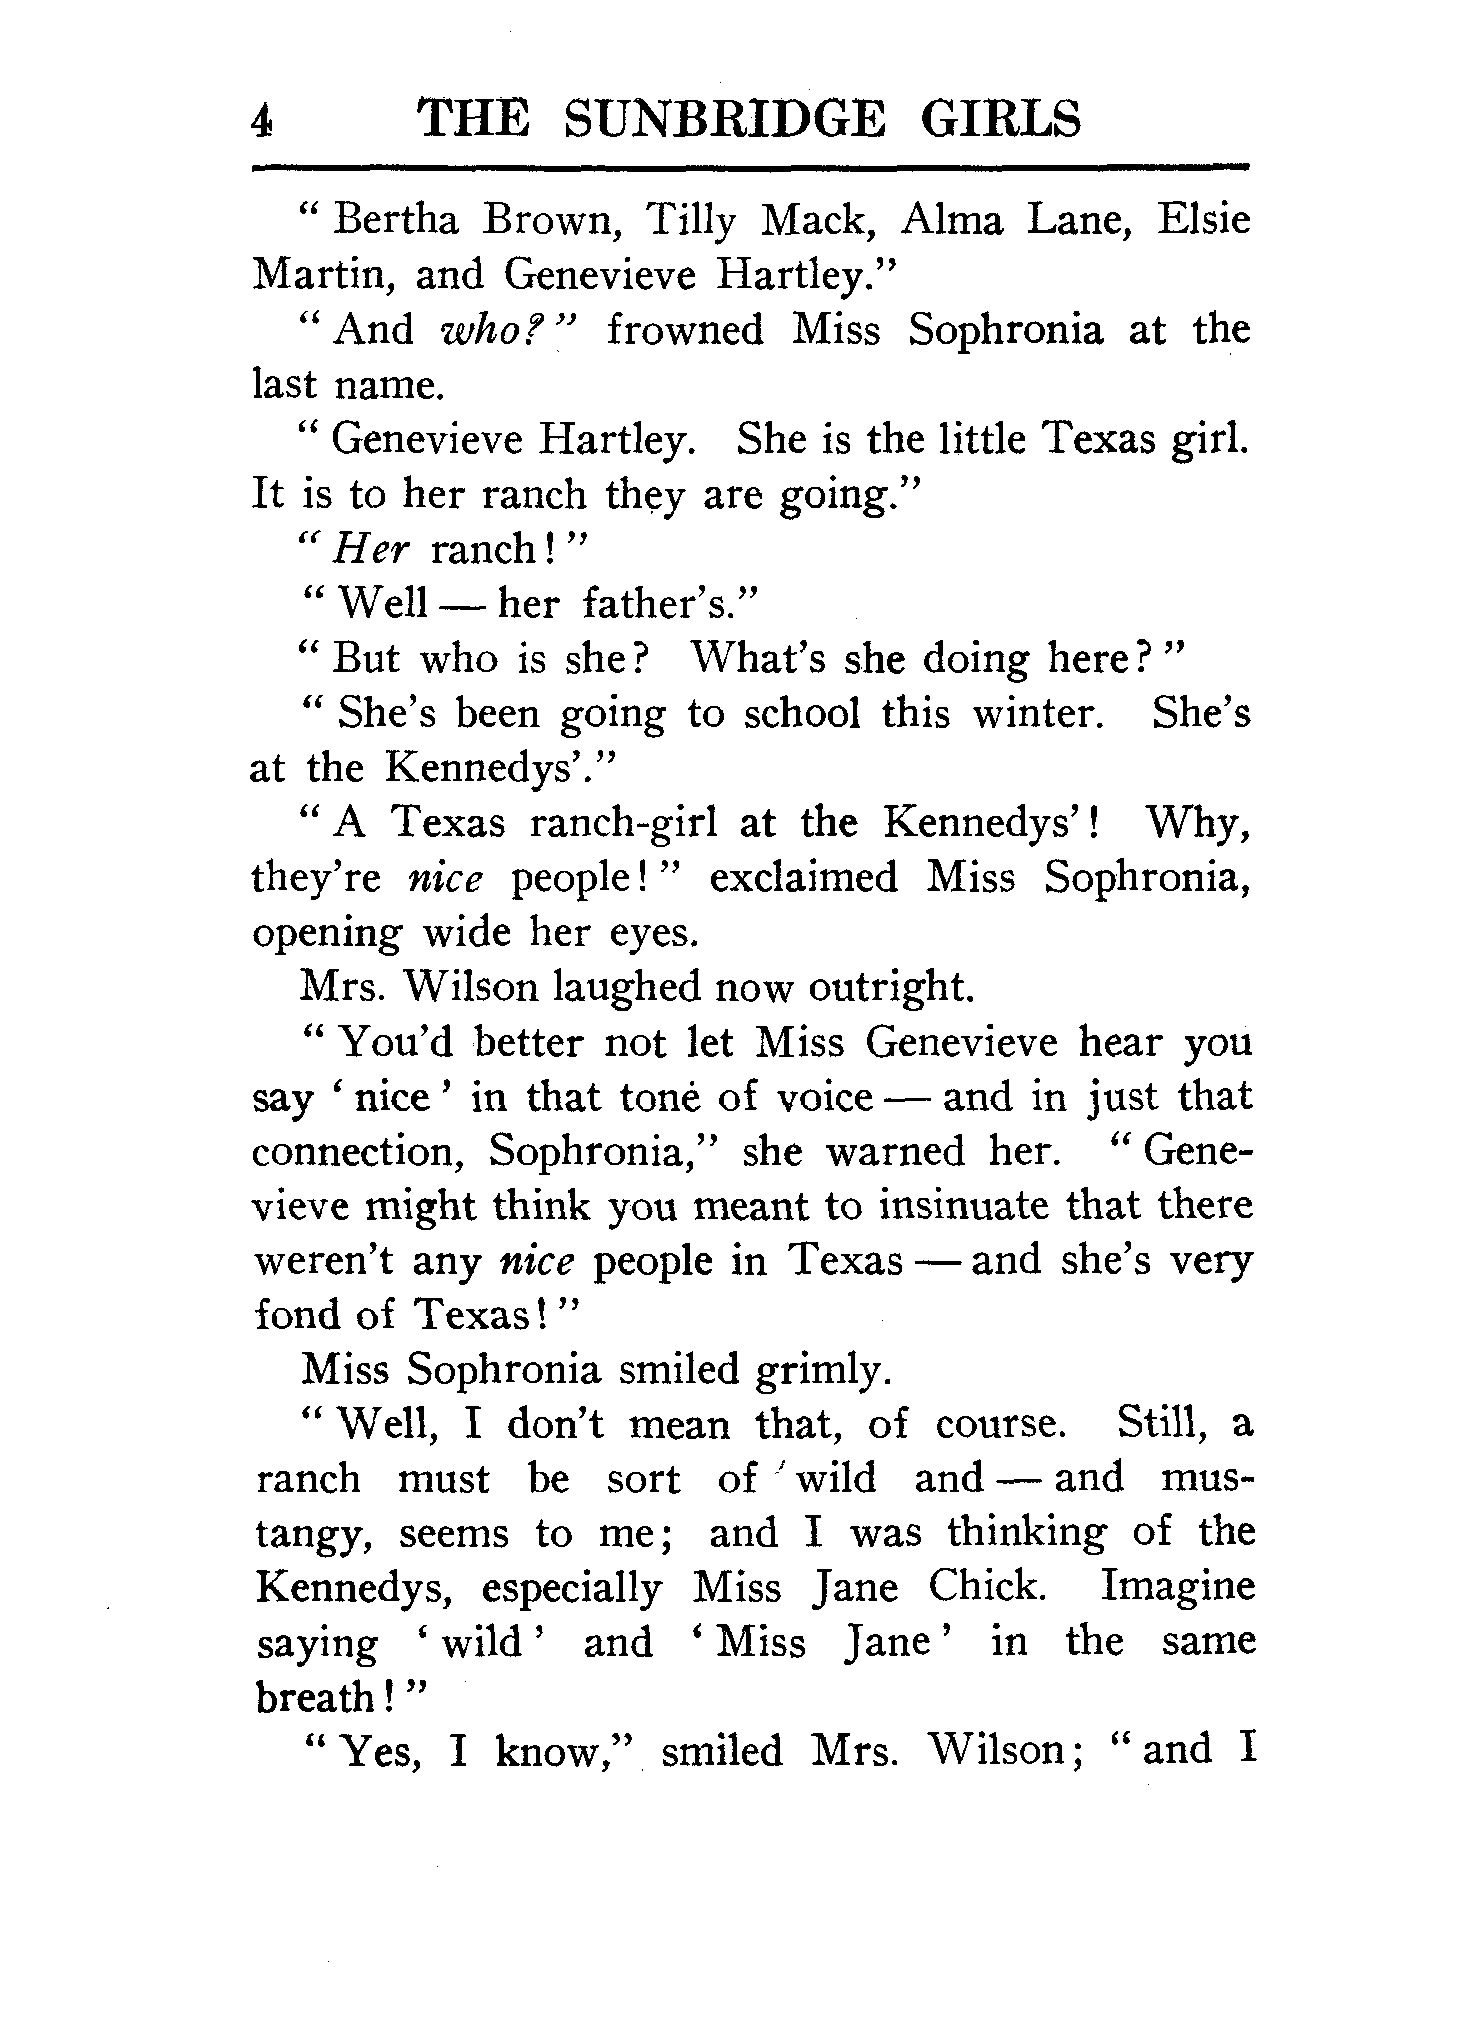 4 THE SUNBRIDGE GIRLS
“ Bertha Brown, Tilly Mack, Alma Lane, Elsie
Martin, and Genevieve Hartley.”
“ And who? ” frowned Miss Sophronia at the
last name.
“ Genevieve Hartley. She is the little Texas girl.
It is to her ranch they are going.”
“ Her ranch! ”
“ Well — her father’s.”
“ But who is she? What’s she doing here? ”
“ She’s been going to school this winter. She’s
at the Kennedys’.”
“ A Texas ranch-girl at the Kennedys’! Why,
they’re nice people! ” exclaimed Miss Sophronia,
opening wide her eyes.
Mrs. Wilson laughed now outright.
“ You’d better not let Miss Genevieve hear you
say ‘ nice ’ in that tone of voice — and in just that
connection, Sophronia,” she warned her. “ Gene-
vieve might think you meant to insinuate that there
weren’t any nice people in Texas — and she’s very
fond of Texas! ”
Miss Sophronia smiled grimly.
“ Well, I don’t mean that, of course. Still, a
ranch must be sort of wild and — and mus-
tangy, seems to me; and I was thinking of the
Kennedys, especially Miss Jane Chick. Imagine
saying ‘ wild ’ and ‘ Miss Jane ’ in the same
breath! ”
“ Yes, I know,” smiled Mrs. Wilson; “ and I